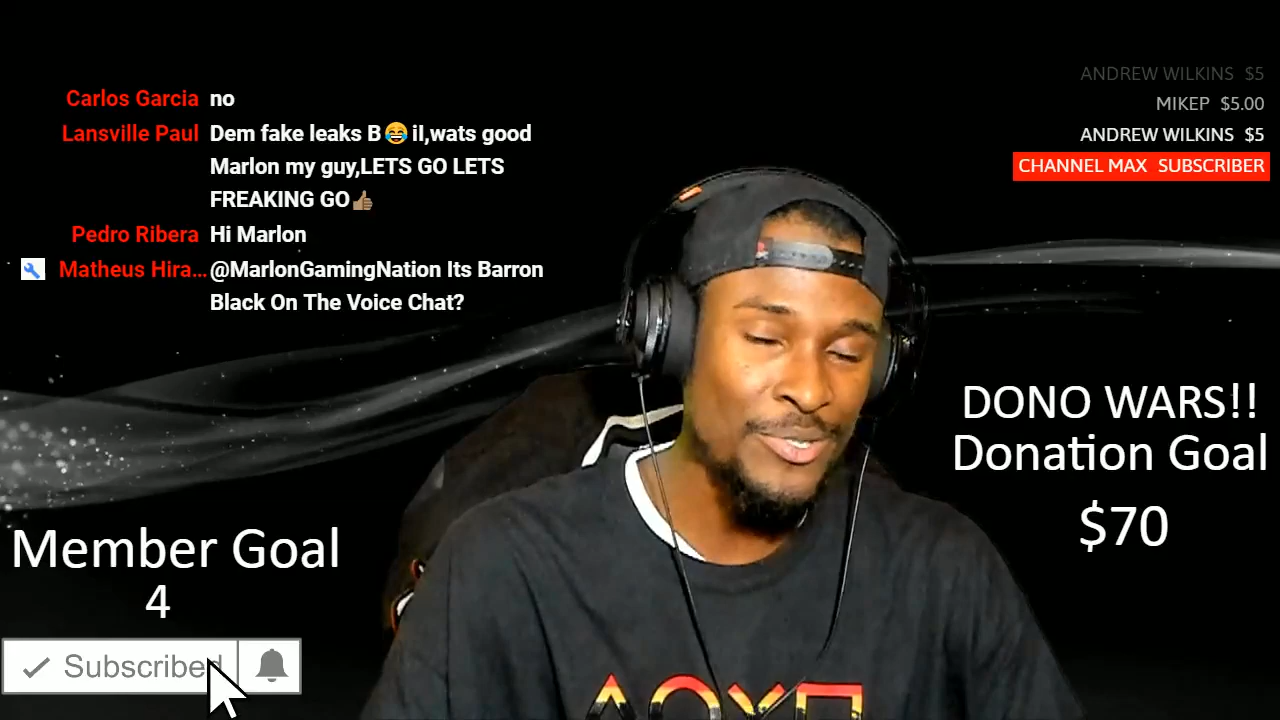 Carlos Garcia no
Lansville Paul Dem fake leaks B😂il,wats good
Marlon my guy,LETS GO LETS
FREAKING GO👍🏽
Pedro Ribera Hi Marlon
Matheus Hira... @MarlonGamingNation Its Barron
Black On The Voice Chat?
ANDREW WILKINS $5
MIKEP $5.00
ANDREW WILKINS $5
CHANNEL MAX SUBSCRIBER
DONO WARS!!
Donation Goal
$70
Member Goal
4
Subscribed